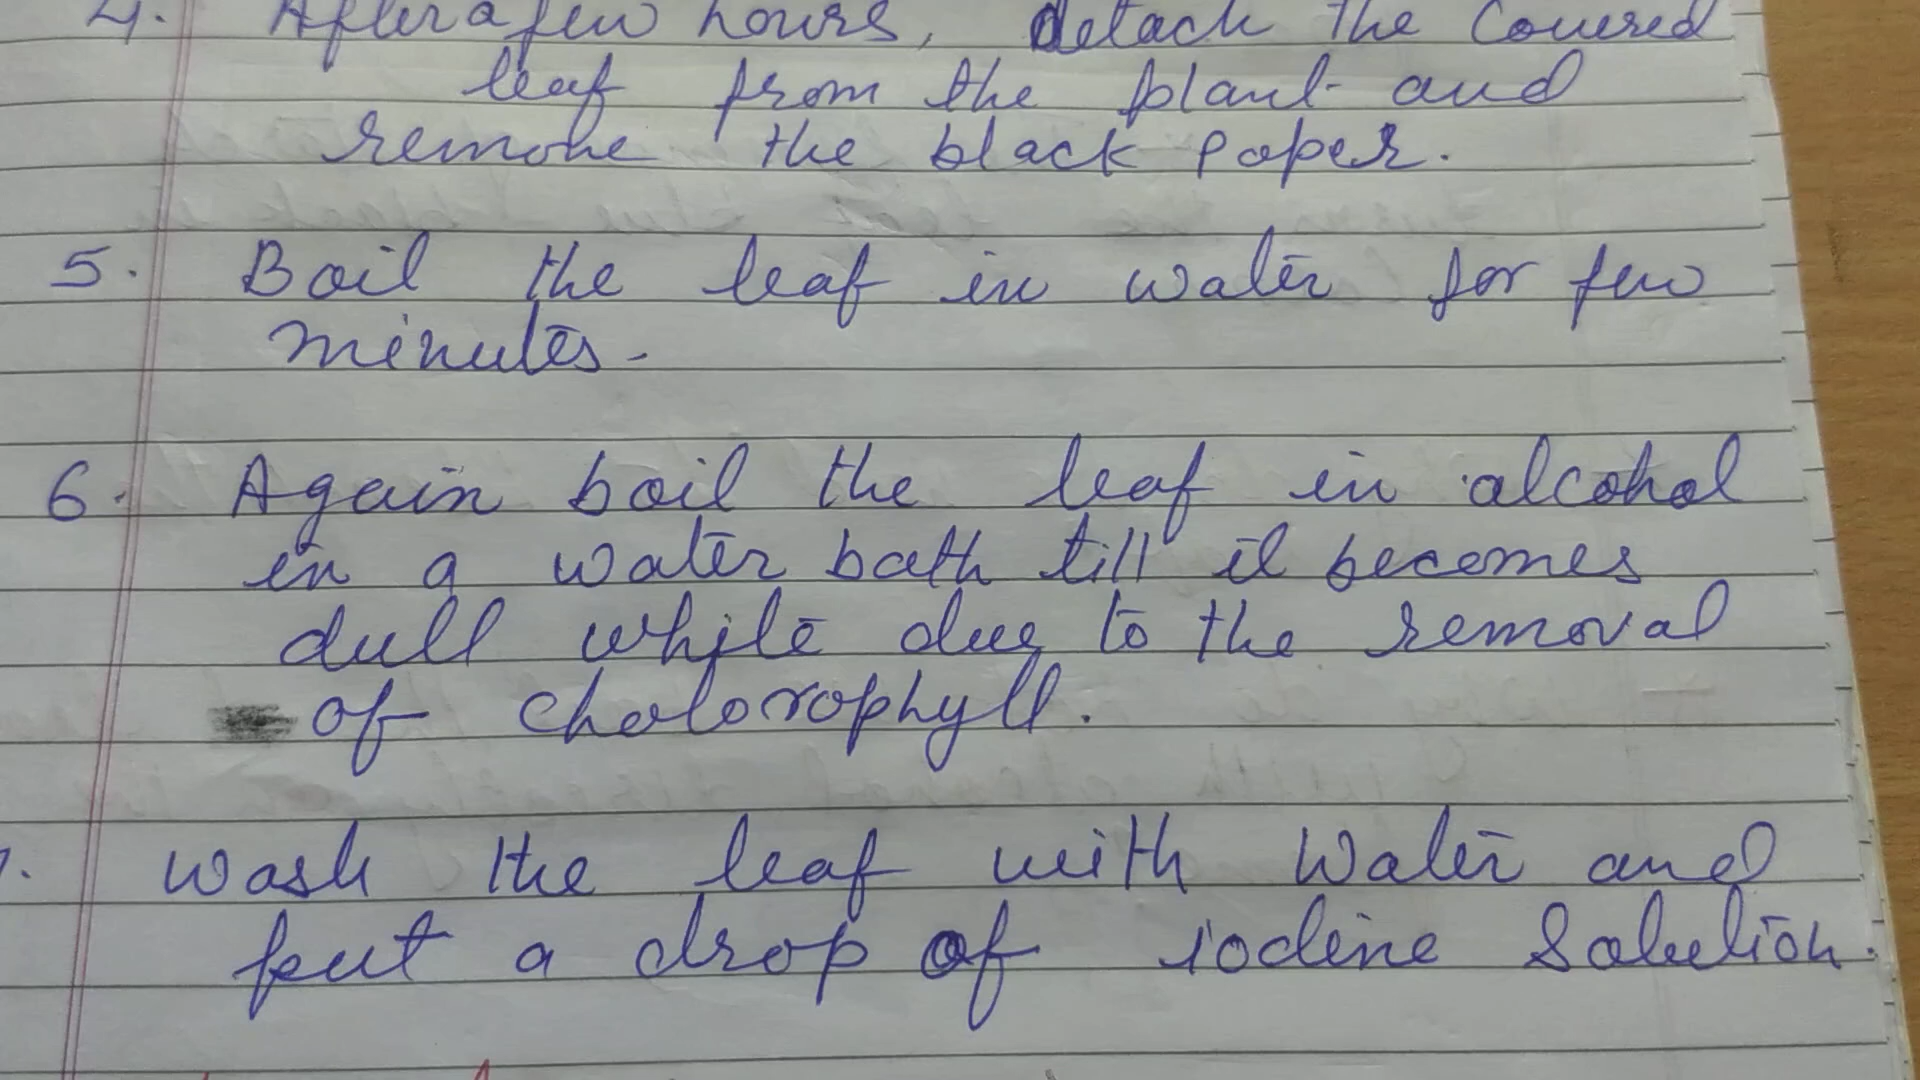 4. After a few hours, detach the covered
leaf from the plant and
remove the black paper.
5. Boil the leaf in water for few
minutes.
6. Again boil the leaf in alcohol
in a water bath till it becomes
dull white due to the removal
of cholorophyll.
Wash the leaf with water and
put a drop of iodine solution.